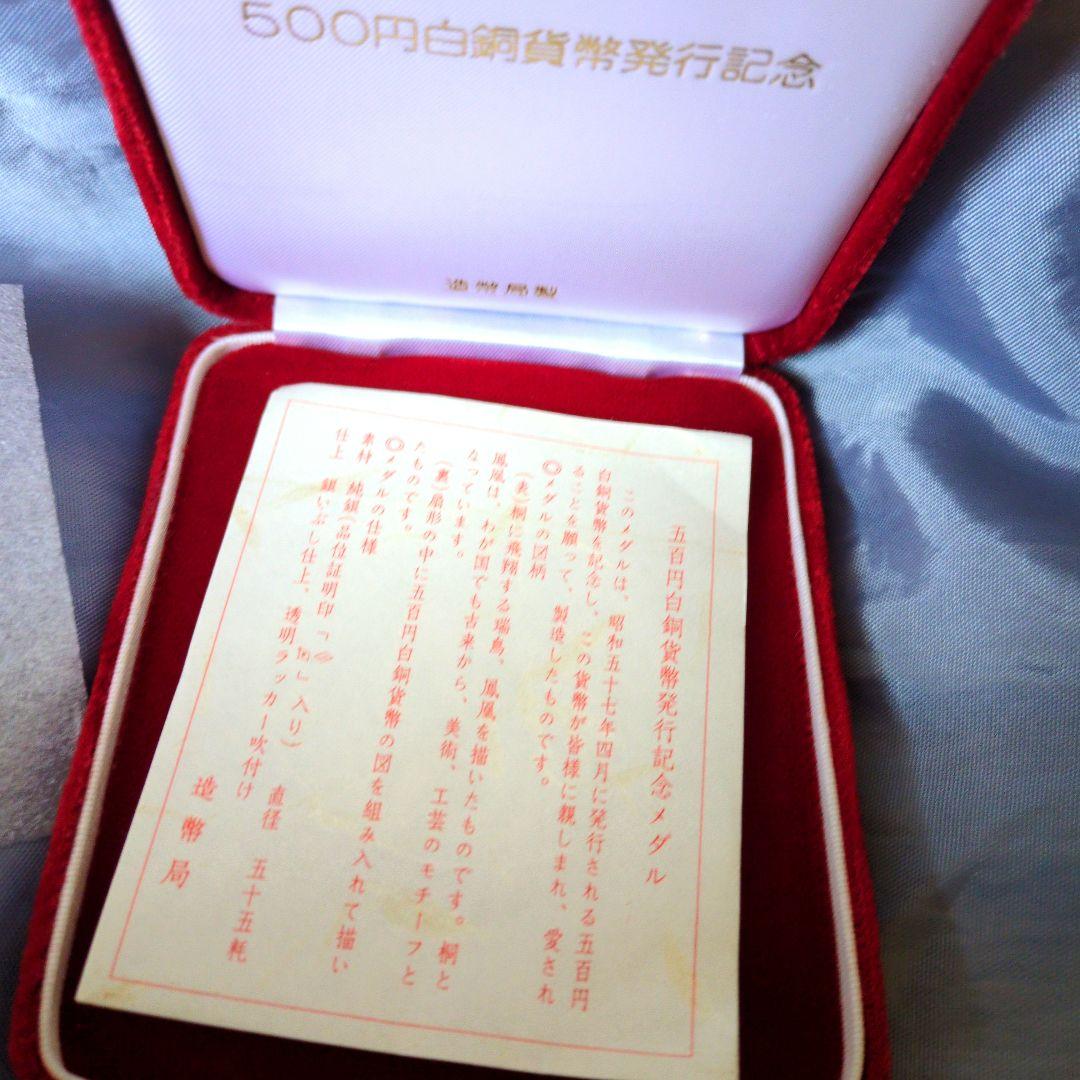 500円白銅貨幣発行記念
造幣局製
五百円白銅貨幣発行記念メダル
このメダルは、昭和五十七年四月に発行される五百円
白銅貨幣を記念し、この貨幣が皆様に親しまれ、愛され
ることを願って、製造したものです。
◎メダルの図柄
(表)桐に飛翔する瑞鳥、鳳凰を描いたものです。桐と
鳳凰は、わが国でも古来から、美術、工芸のモチーフと
なっています。
(裏)扇形の中に五百円白銅貨幣の図を組み入れて描い
たものです。
◎メダルの仕様
素材 純銀(品位証明印「 」入り) 直径 五十五粍
仕上 銀いぶし仕上、透明ラッカー吹付け
造幣局